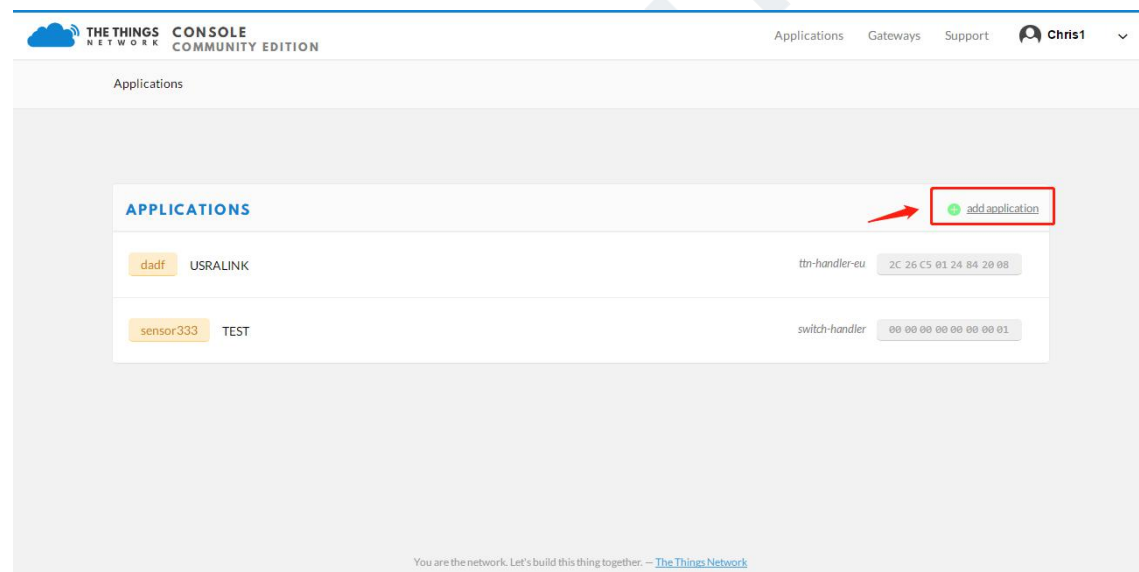 THE THINGS NETWORK CONSOLE COMMUNITY EDITION
Applications Gateways Support Chris1
Applications
APPLICATIONS add application
dadf USRALINK ttn-handler-eu 2C 26 C5 01 24 84 20 08
sensor333 TEST switch-handler 00 00 00 00 00 00 00 01
You are the network. Let's build this thing together. — The Things Network